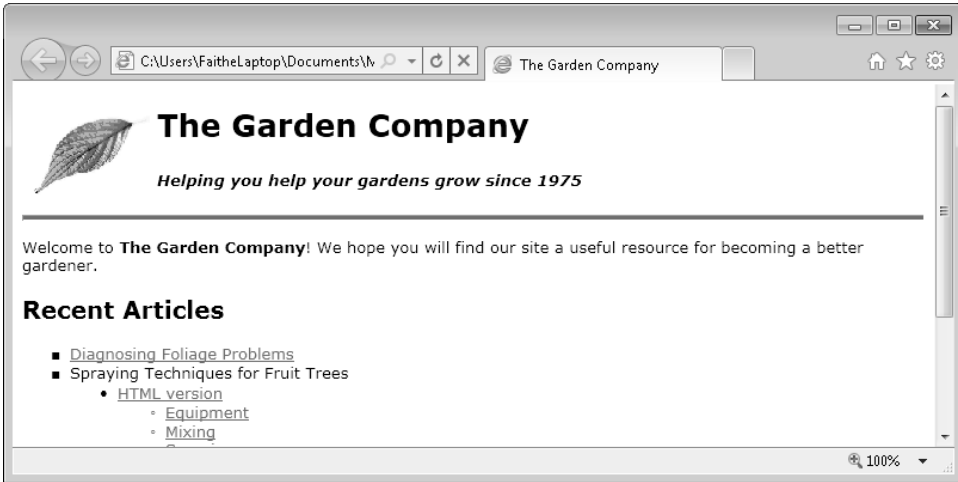 C:\Users\FaitheLaptop\Documents\
The Garden Company
The Garden Company
Helping you help your gardens grow since 1975
Welcome to The Garden Company! We hope you will find our site a useful resource for becoming a better
gardener.
Recent Articles
Diagnosing Foliage Problems
Spraying Techniques for Fruit Trees
HTML version
Equipment
Mixing
100%